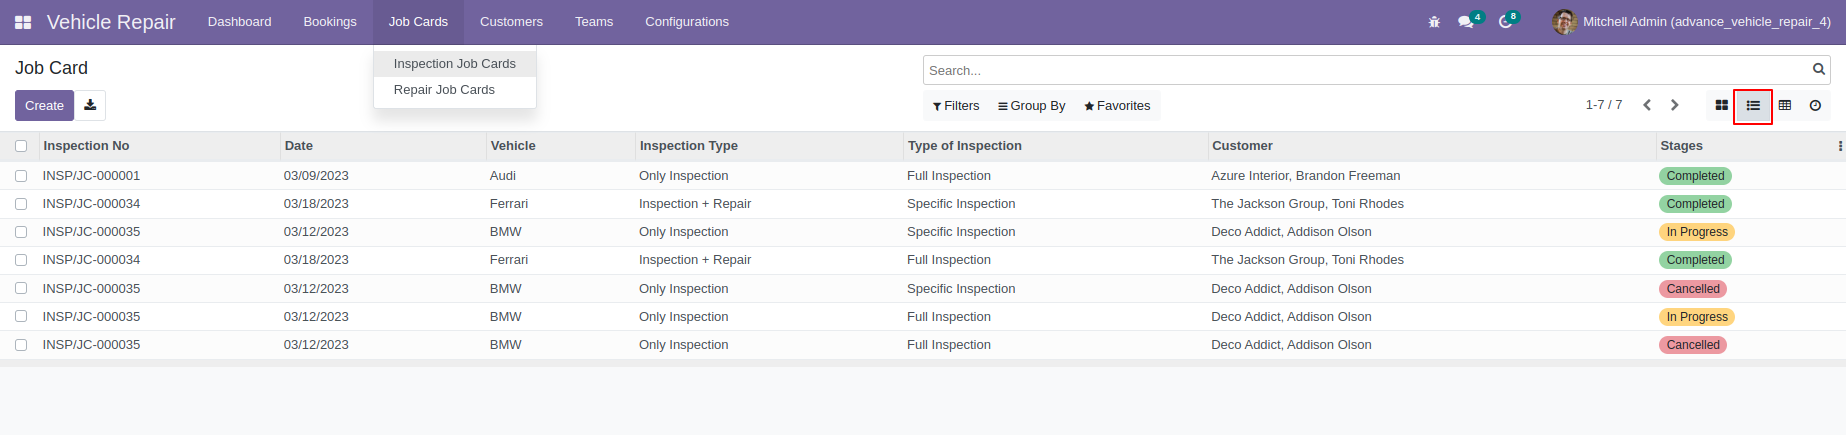 Vehicle Repair Dashboard Bookings Job Cards Customers Teams Configurations 4 8 Mitchell Admin (advance_vehicle_repair_4)
Inspection Job Cards
Repair Job Cards
Job Card
Search...
Create
Filters Group By Favorites 1-7 / 7
Inspection No Date Vehicle Inspection Type Type of Inspection Customer Stages
INSP/JC-000001 03/09/2023 Audi Only Inspection Full Inspection Azure Interior, Brandon Freeman Completed
INSP/JC-000034 03/18/2023 Ferrari Inspection + Repair Specific Inspection The Jackson Group, Toni Rhodes Completed
INSP/JC-000035 03/12/2023 BMW Only Inspection Specific Inspection Deco Addict, Addison Olson In Progress
INSP/JC-000034 03/18/2023 Ferrari Inspection + Repair Full Inspection The Jackson Group, Toni Rhodes Completed
INSP/JC-000035 03/12/2023 BMW Only Inspection Specific Inspection Deco Addict, Addison Olson Cancelled
INSP/JC-000035 03/12/2023 BMW Only Inspection Full Inspection Deco Addict, Addison Olson In Progress
INSP/JC-000035 03/12/2023 BMW Only Inspection Full Inspection Deco Addict, Addison Olson Cancelled